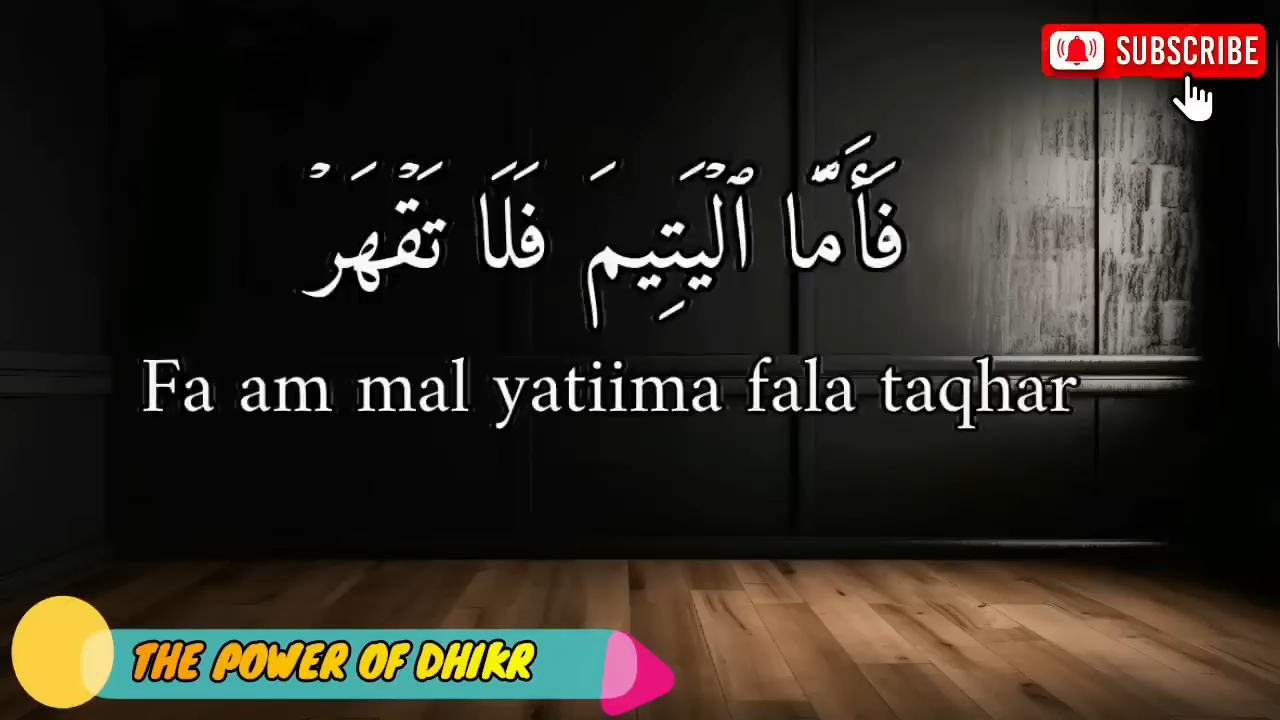 SUBSCRIBE
فَأَمَّا ٱلْيَتِيمَ فَلَا تَقْهَرْ
Fa am mal yatiima fala taqhar
THE POWER OF DHIKR